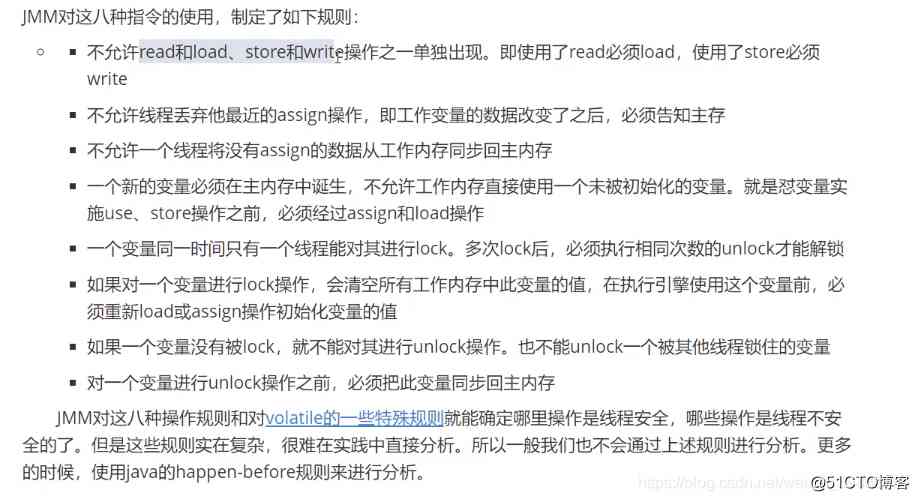 JMM对这八种指令的使用，制定了如下规则：
不允许read和load、store和write操作之一单独出现。即使用了read必须load，使用了store必须
write
不允许线程丢弃他最近的assign操作，即工作变量的数据改变了之后，必须告知主存
不允许一个线程将没有assign的数据从工作内存同步回主内存
一个新的变量必须在主内存中诞生，不允许工作内存直接使用一个未被初始化的变量。就是怼变量实
施use、store操作之前，必须经过assign和load操作
一个变量同一时间只有一个线程能对其进行lock。多次lock后，必须执行相同次数的unlock才能解锁
如果对一个变量进行lock操作，会清空所有工作内存中此变量的值，在执行引擎使用这个变量前，必
须重新load或assign操作初始化变量的值
如果一个变量没有被lock，就不能对其进行unlock操作。也不能unlock一个被其他线程锁住的变量
对一个变量进行unlock操作之前，必须把此变量同步回主内存
JMM对这八种操作规则和对volatile的一些特殊规则就能确定哪里操作是线程安全，哪些操作是线程不安
全的了。但是这些规则实在复杂，很难在实践中直接分析。所以一般我们也不会通过上述规则进行分析。更多
的时候，使用java的happen-before规则来进行分析。
https://blog.csdn.net/wei
@51CTO博客